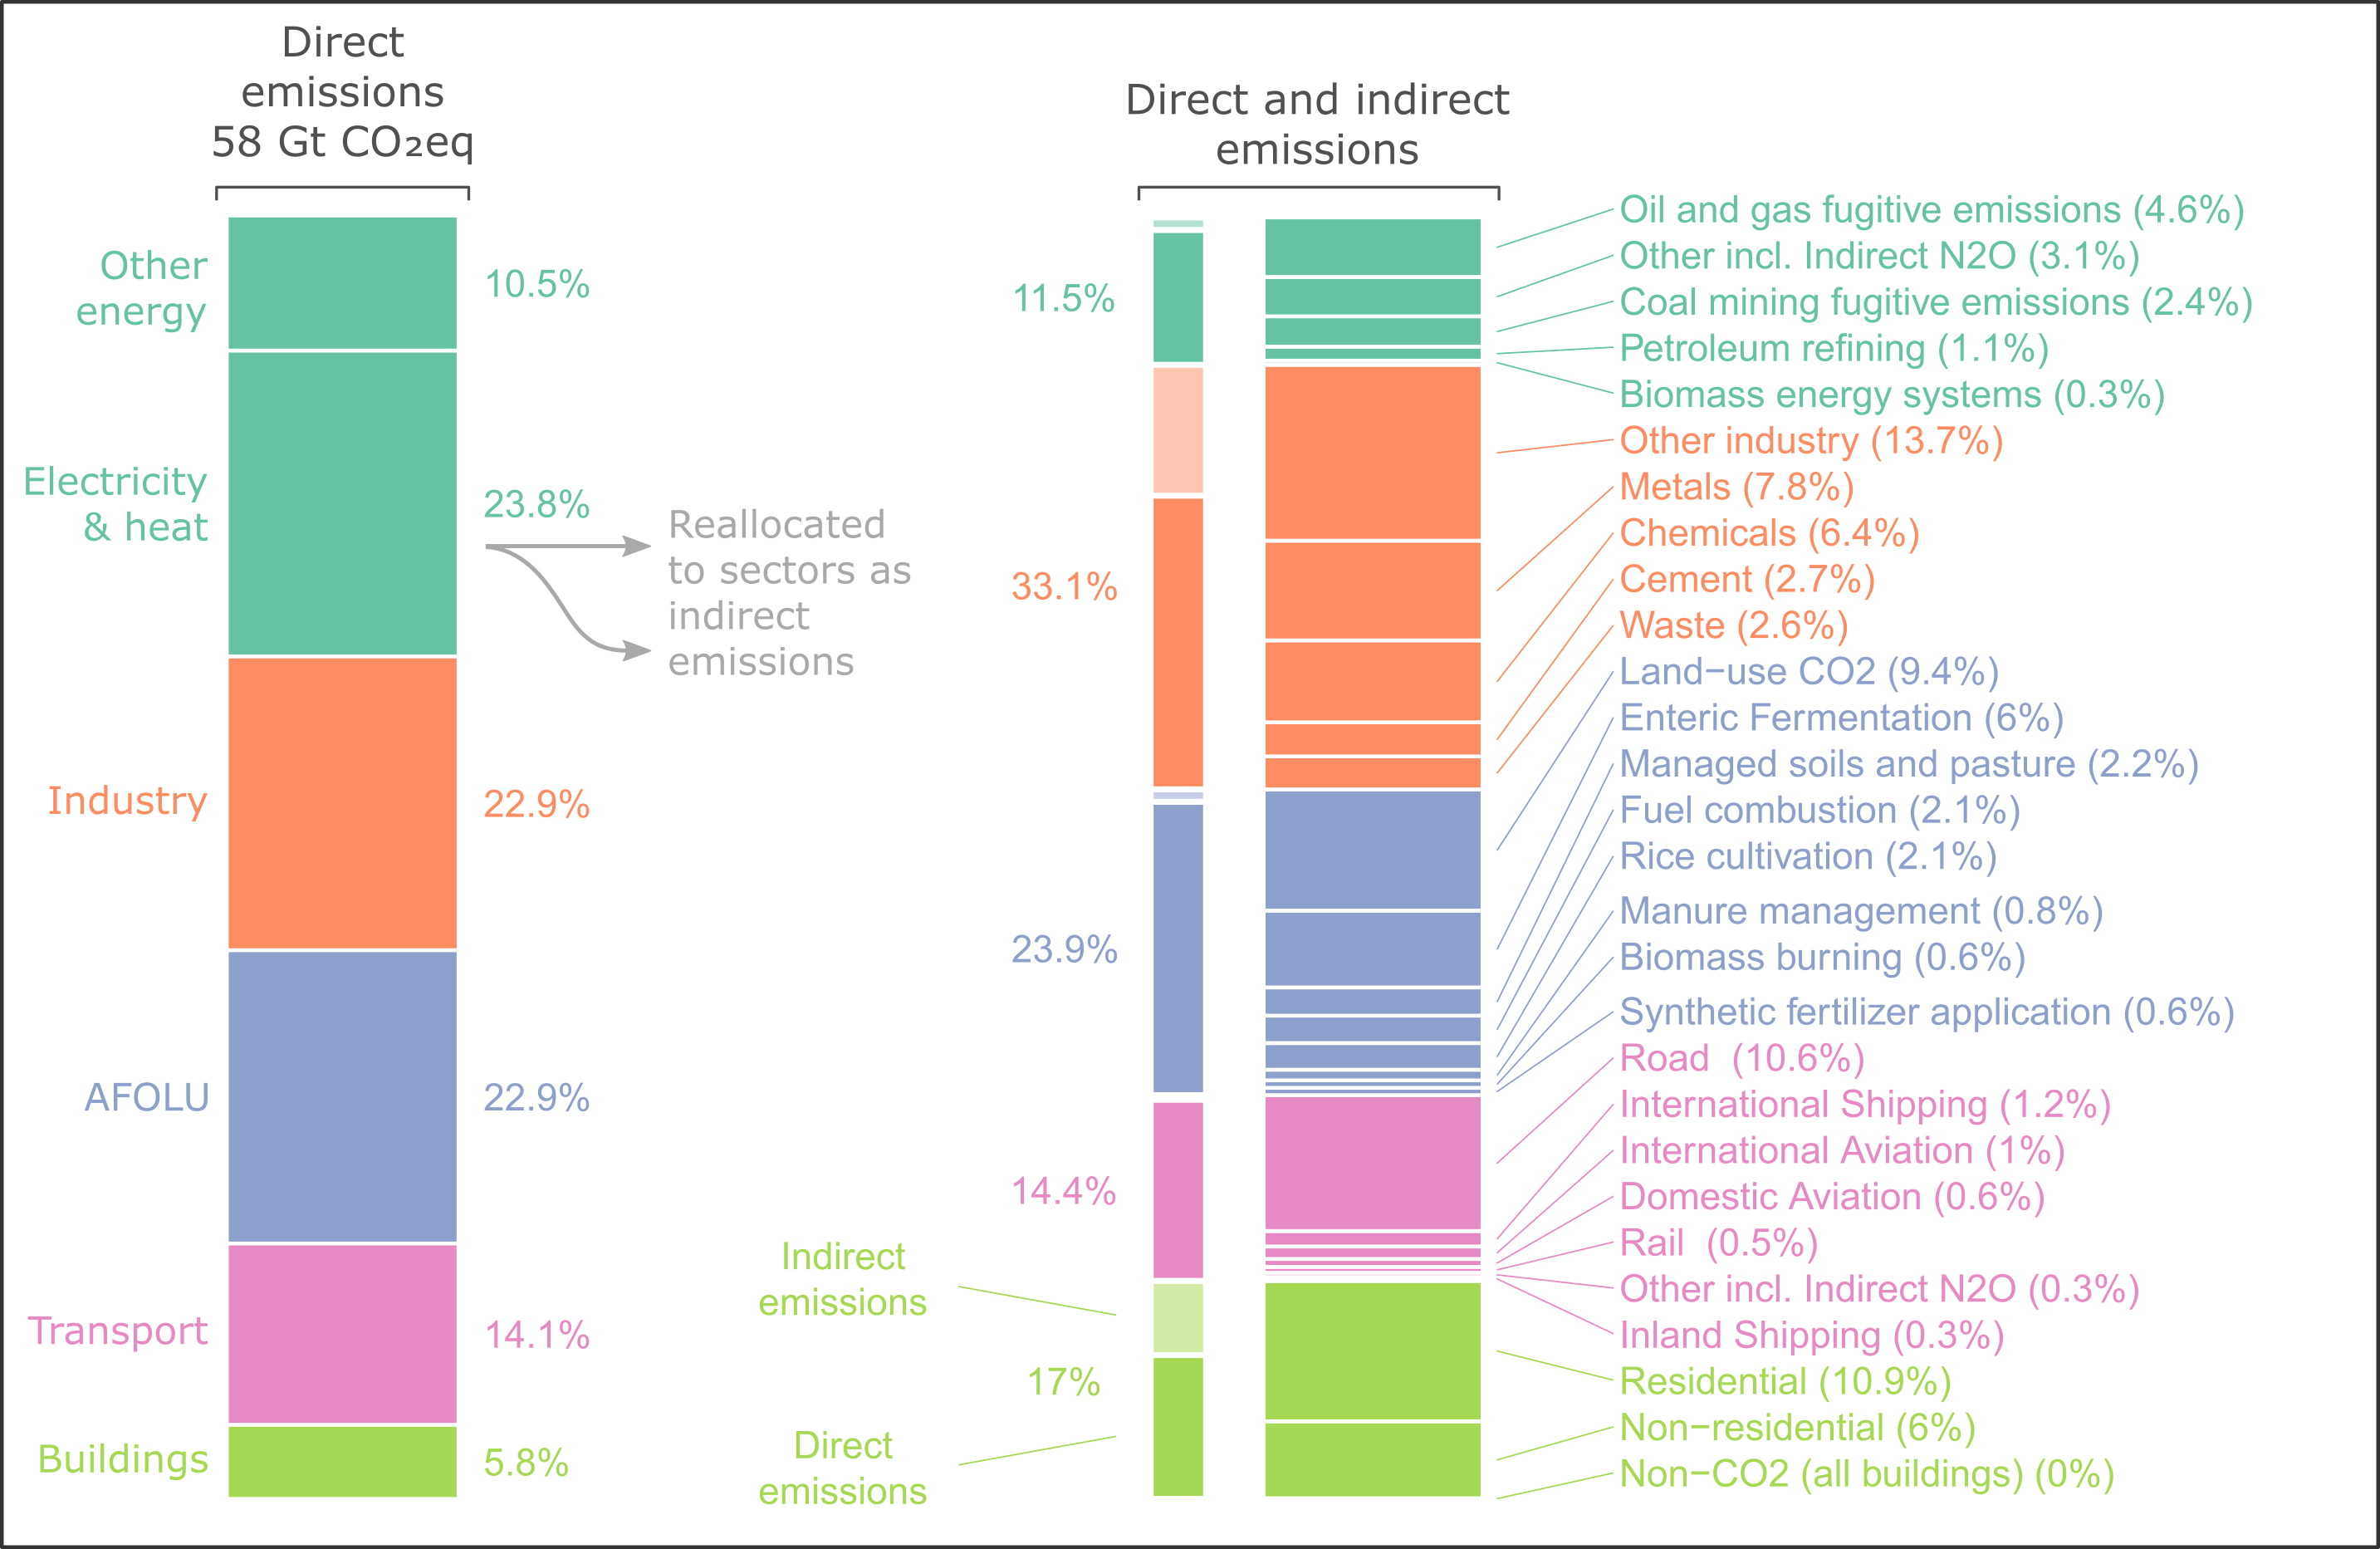 Direct
emissions
58 Gt CO₂eq
Other
energy
10.5%
Electricity
& heat
23.8%
Reallocated
to sectors as
indirect
emissions
Industry
22.9%
AFOLU
22.9%
Transport
14.1%
Buildings
5.8%
Direct and indirect
emissions
11.5%
33.1%
23.9%
14.4%
Indirect
emissions
17%
Direct
emissions
Oil and gas fugitive emissions (4.6%)
Other incl. Indirect N2O (3.1%)
Coal mining fugitive emissions (2.4%)
Petroleum refining (1.1%)
Biomass energy systems (0.3%)
Other industry (13.7%)
Metals (7.8%)
Chemicals (6.4%)
Cement (2.7%)
Waste (2.6%)
Land−use CO2 (9.4%)
Enteric Fermentation (6%)
Managed soils and pasture (2.2%)
Fuel combustion (2.1%)
Rice cultivation (2.1%)
Manure management (0.8%)
Biomass burning (0.6%)
Synthetic fertilizer application (0.6%)
Road (10.6%)
International Shipping (1.2%)
International Aviation (1%)
Domestic Aviation (0.6%)
Rail (0.5%)
Other incl. Indirect N2O (0.3%)
Inland Shipping (0.3%)
Residential (10.9%)
Non−residential (6%)
Non−CO2 (all buildings) (0%)